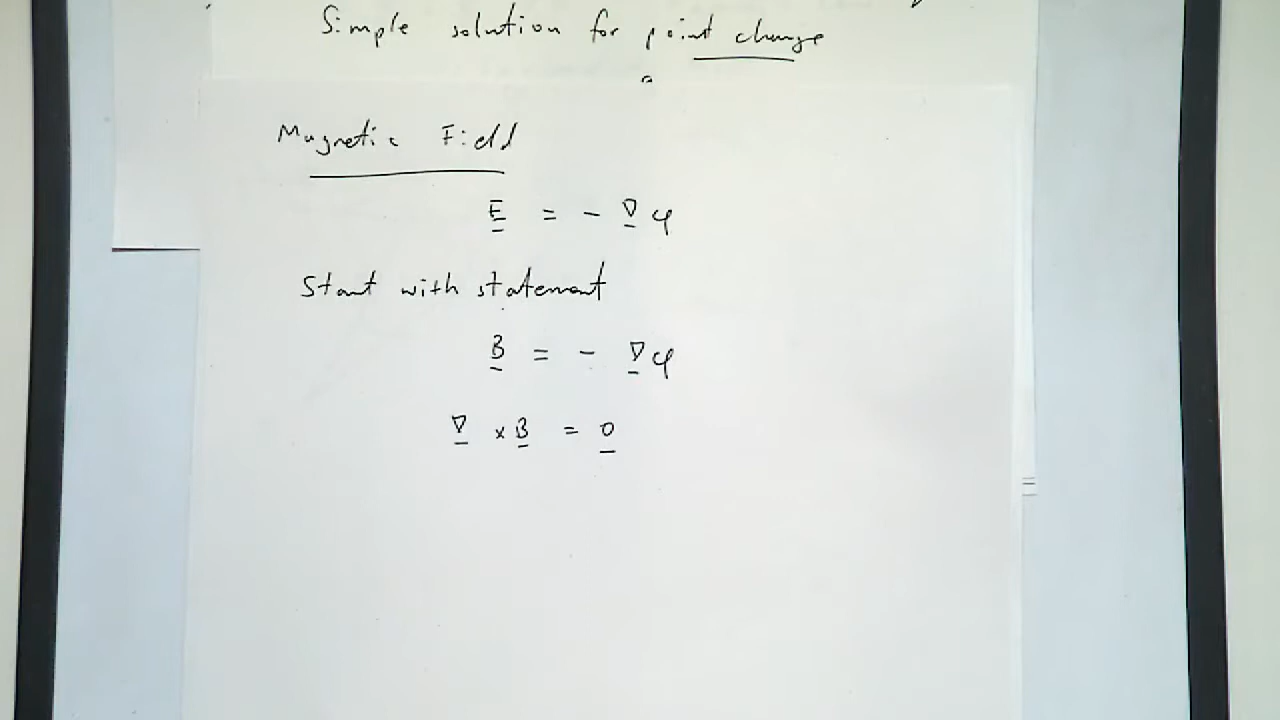 Simple solution for point charge
Magnetic Field
E = - ∇ φ
Start with statement
B = - ∇ φ
∇ × B = 0